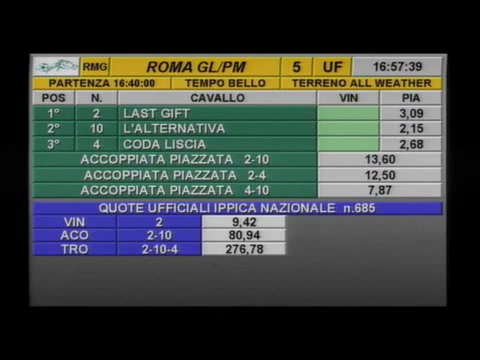 RMG ROMA GL/PM 5 UF 16:57:39
PARTENZA 16:40:00 TEMPO BELLO TERRENO ALL WEATHER
POS N. CAVALLO VIN PIA
1° 2 LAST GIFT 3,09
2° 10 L'ALTERNATIVA 2,15
3° 4 CODA LISCIA 2,68
ACCOPPIATA PIAZZATA 2-10 13,60
ACCOPPIATA PIAZZATA 2-4 12,50
ACCOPPIATA PIAZZATA 4-10 7,87
QUOTE UFFICIALI IPPICA NAZIONALE n.685
VIN 2 9,42
ACO 2-10 80,94
TRO 2-10-4 276,78